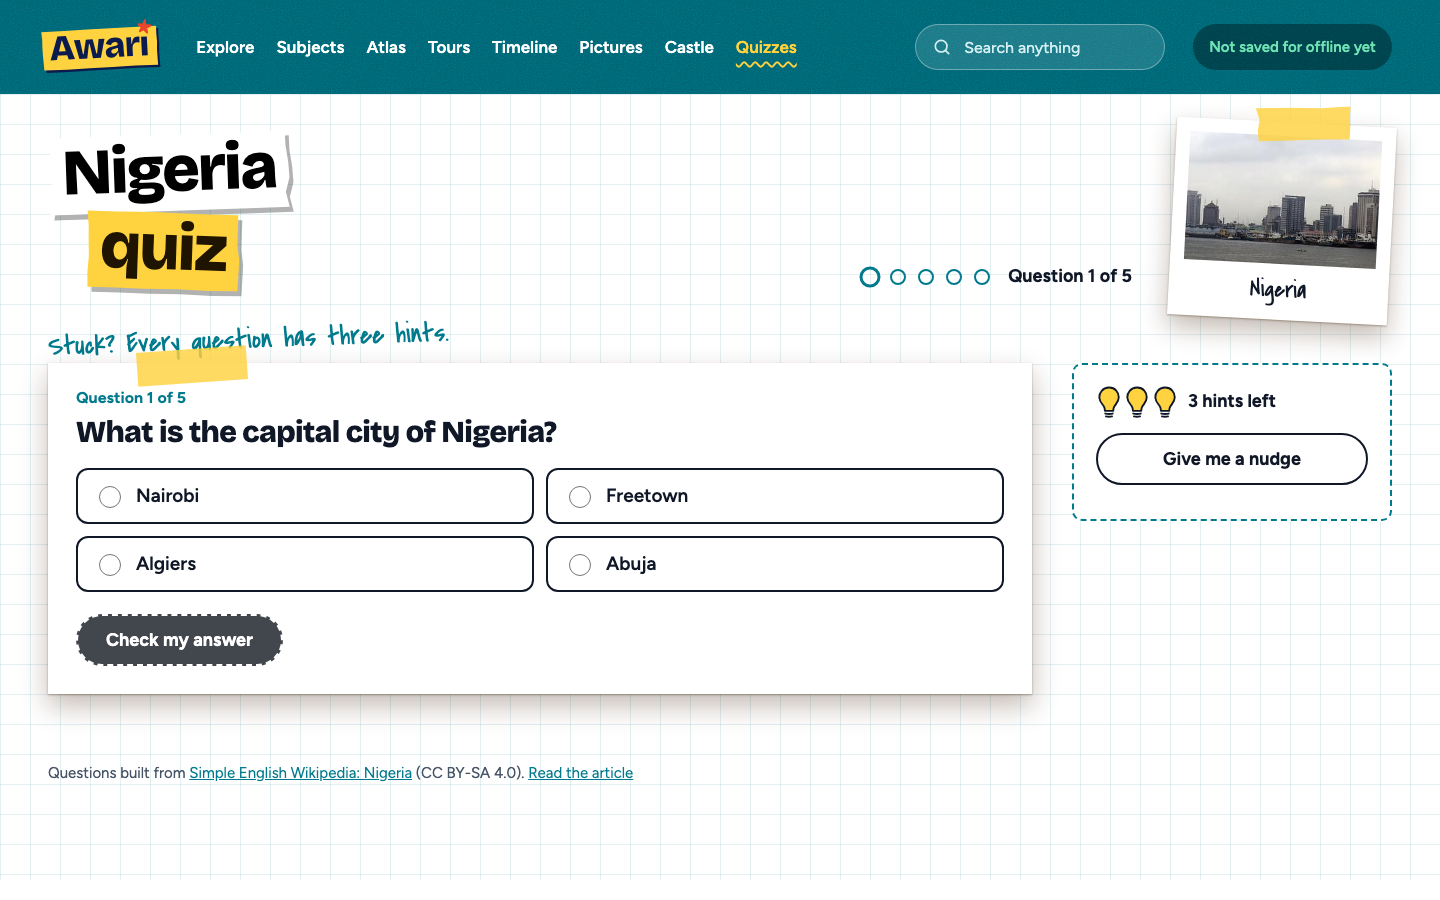 Awari
Explore Subjects Atlas Tours Timeline Pictures Castle Quizzes
Search anything
Not saved for offline yet
Nigeria
quiz
Question 1 of 5
Nigeria
Stuck? Every question has three hints.
Question 1 of 5
What is the capital city of Nigeria?
Nairobi
Freetown
Algiers
Abuja
Check my answer
3 hints left
Give me a nudge
Questions built from Simple English Wikipedia: Nigeria (CC BY-SA 4.0). Read the article